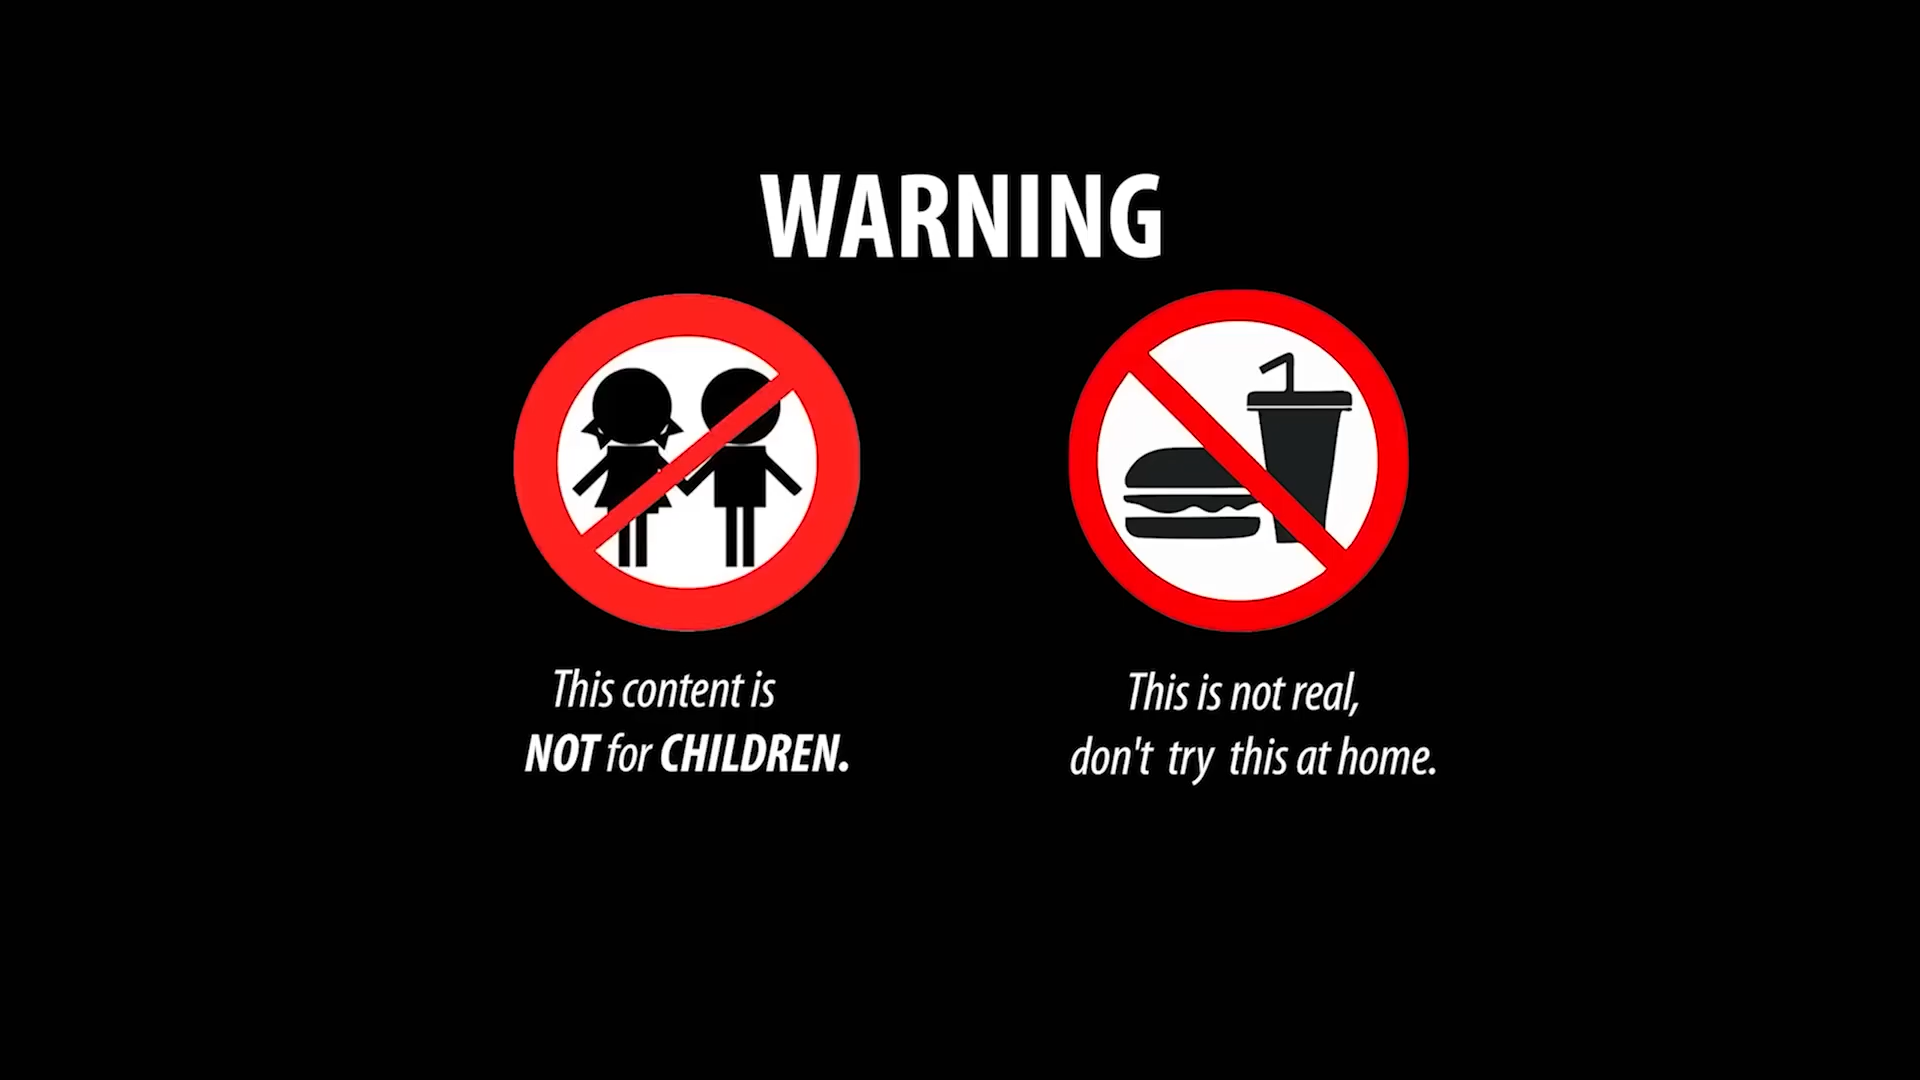 WARNING
This content is
NOT for CHILDREN.
This is not real,
don't try this at home.